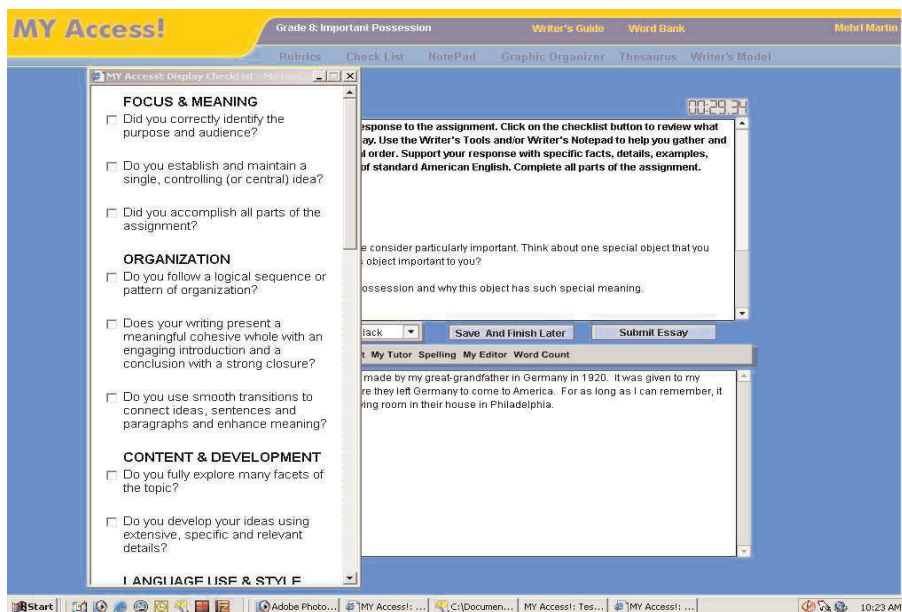 MY Access!
Grade 8: Important Possession
Writer's Guide
Word Bank
Mehri Martin
Rubrics
Check List
NotePad
Graphic Organizer
Thesaurus
Writer's Model
MY Access!: Display Checklist - Microsoft
FOCUS & MEANING
Did you correctly identify the
purpose and audience?
Do you establish and maintain a
single, controlling (or central) idea?
Did you accomplish all parts of the
assignment?
ORGANIZATION
Do you follow a logical sequence or
pattern of organization?
Does your writing present a
meaningful cohesive whole with an
engaging introduction and a
conclusion with a strong closure?
Do you use smooth transitions to
connect ideas, sentences and
paragraphs and enhance meaning?
CONTENT & DEVELOPMENT
Do you fully explore many facets of
the topic?
Do you develop your ideas using
extensive, specific and relevant
details?
LANGUAGE USE & STYLE
00:29.34
esponse to the assignment. Click on the checklist button to review what
ay. Use the Writer's Tools and/or Writer's Notepad to help you gather and
l order. Support your response with specific facts, details, examples,
of standard American English. Complete all parts of the assignment.
e consider particularly important. Think about one special object that you
object important to you?
ossession and why this object has such special meaning.
lack
Save And Finish Later
Submit Essay
t My Tutor Spelling My Editor Word Count
made by my great-grandfather in Germany in 1920. It was given to my
re they left Germany to come to America. For as long as I can remember, it
ving room in their house in Philadelphia.
Start
Adobe Photo...
MY Access!: ...
C:\Documen...
MY Access!: Tes...
MY Access!: ...
10:23 AM